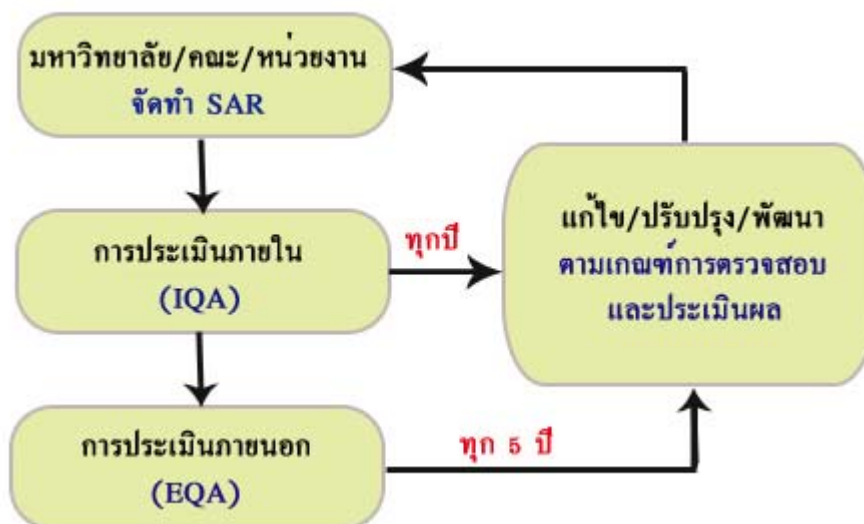 มหาวิทยาลัย/คณะ/หน่วยงาน
จัดทำ SAR
การประเมินภายใน
(IQA)
ทุกปี
แก้ไข/ปรับปรุง/พัฒนา
ตามเกณฑ์การตรวจสอบ
และประเมินผล
การประเมินภายนอก
(EQA)
ทุก 5 ปี